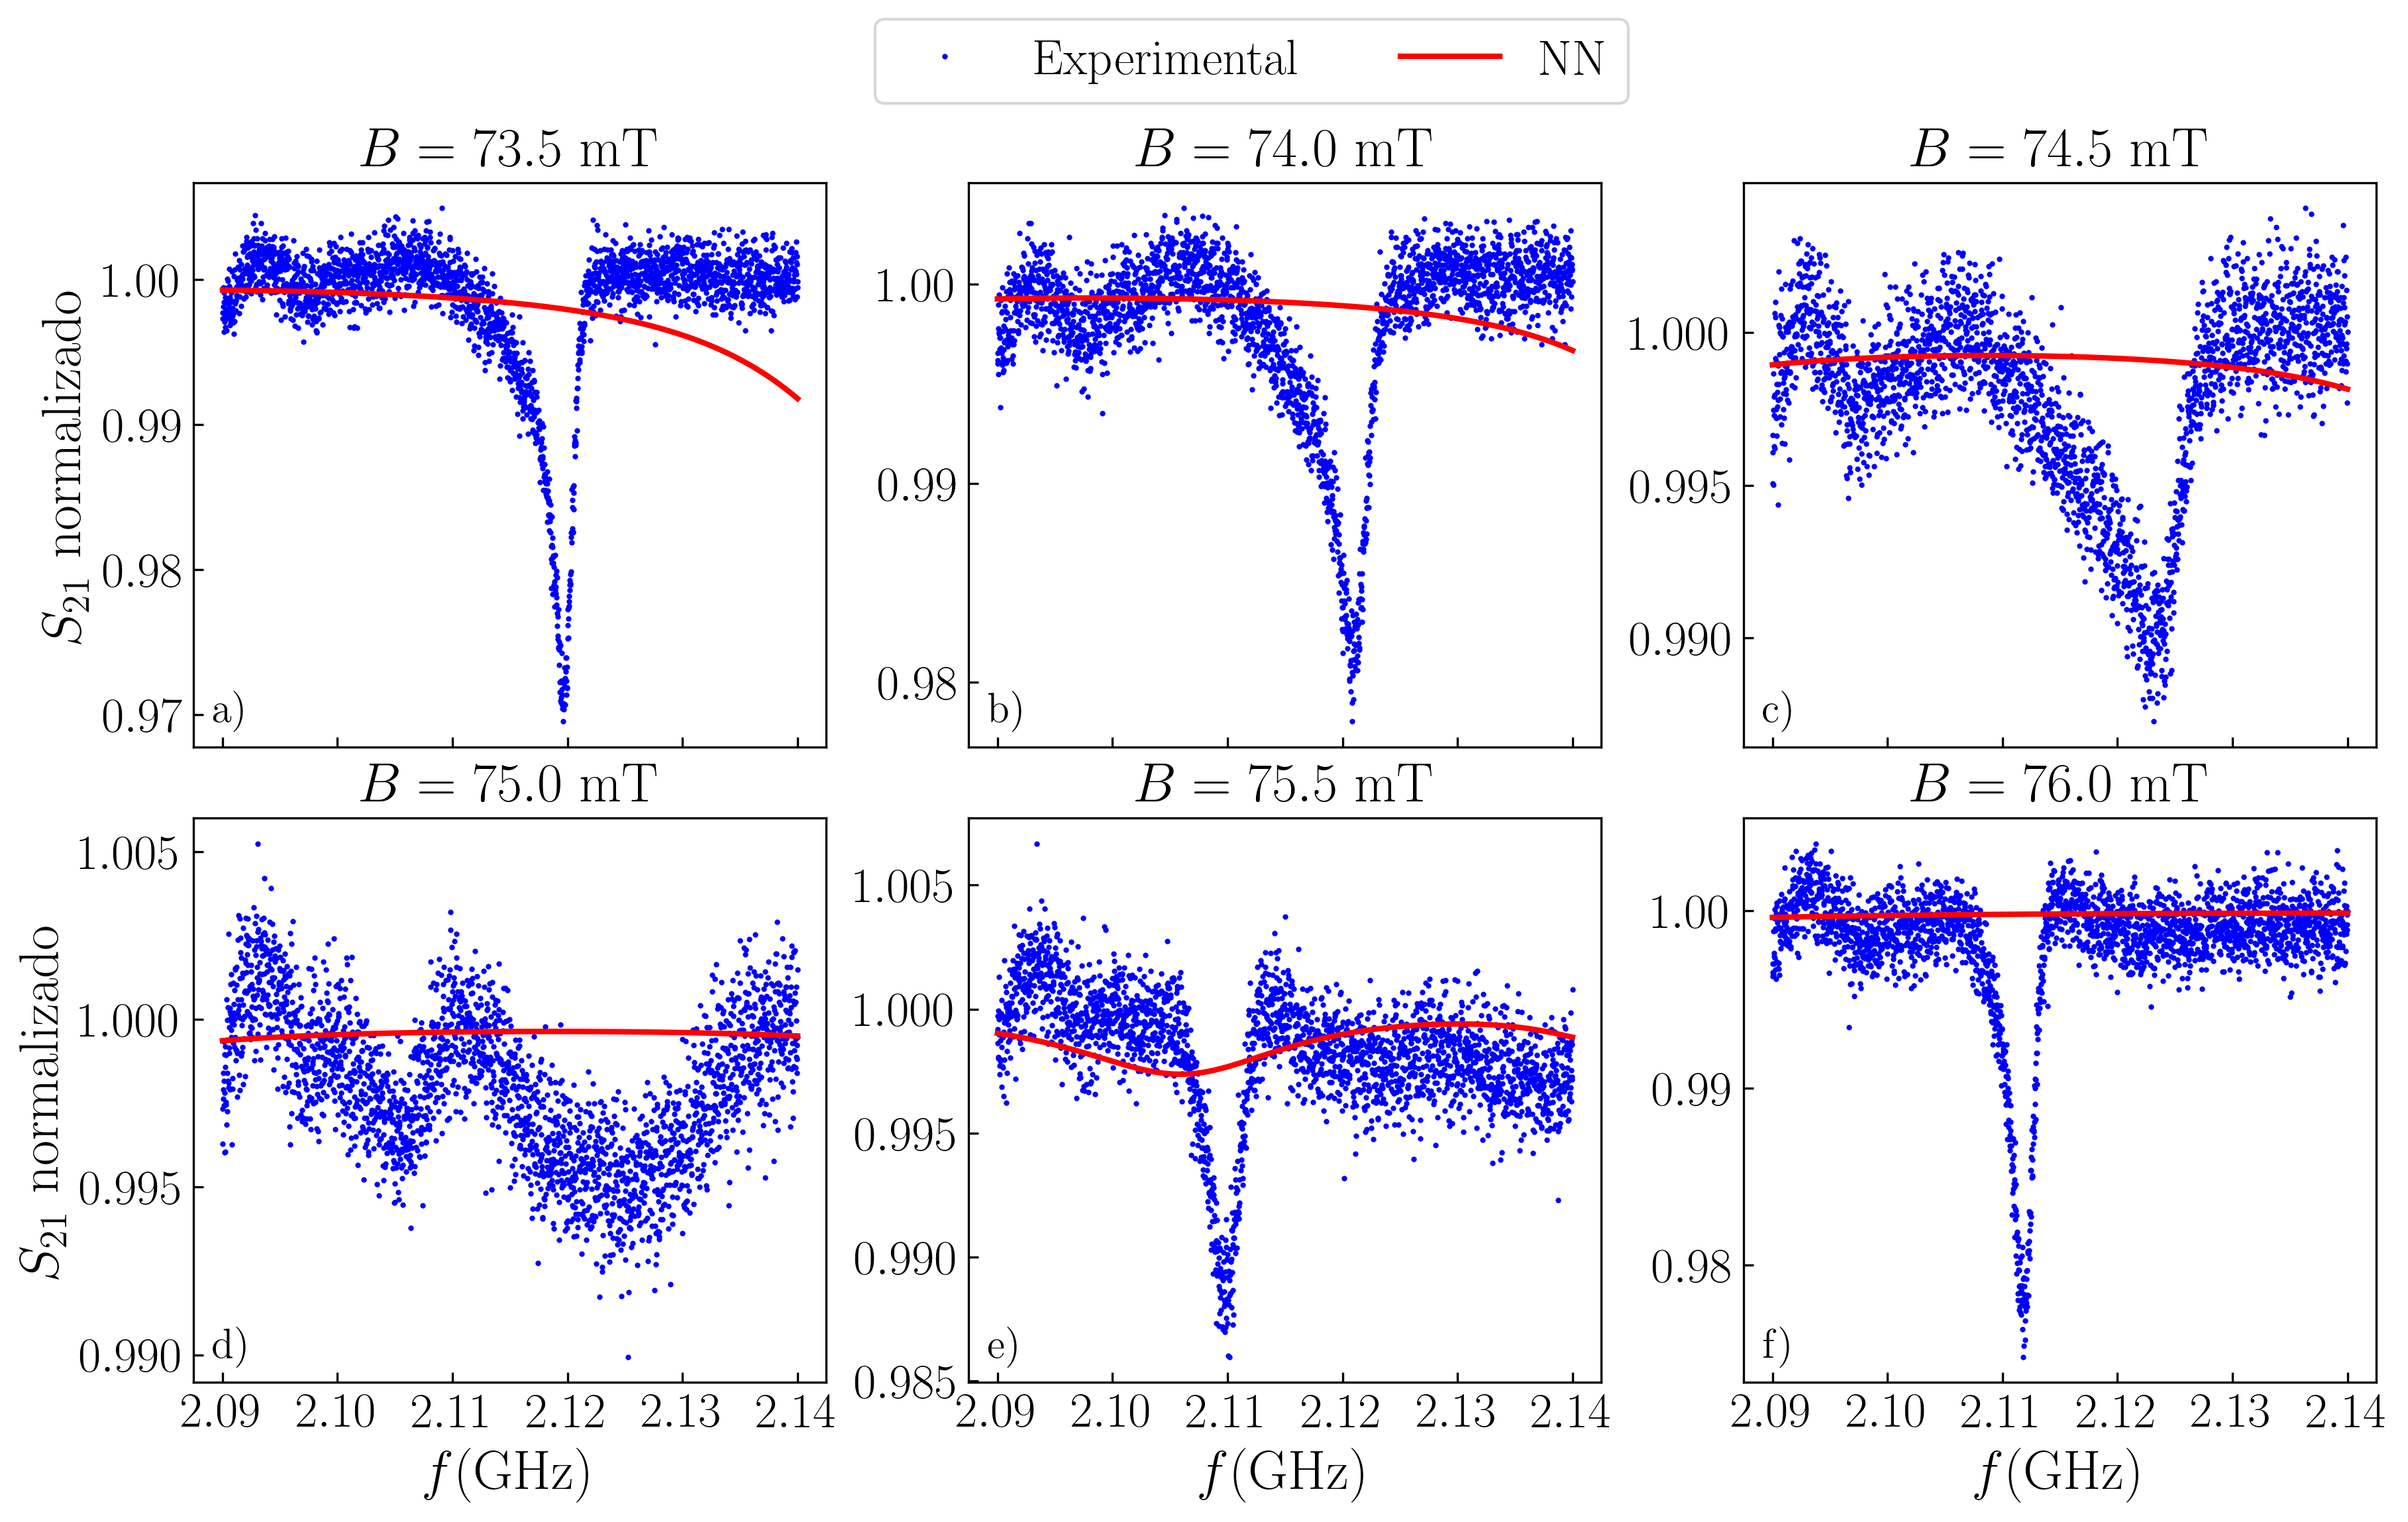 Experimental NN
B = 73.5 mT
B = 74.0 mT
B = 74.5 mT
S21 normalizado
1.00
0.99
0.98
0.97
a)
1.00
0.99
0.98
b)
1.000
0.995
0.990
c)
B = 75.0 mT
B = 75.5 mT
B = 76.0 mT
S21 normalizado
1.005
1.000
0.995
0.990
d)
2.09 2.10 2.11 2.12 2.13 2.14
f(GHz)
1.005
1.000
0.995
0.990
0.985
e)
2.09 2.10 2.11 2.12 2.13 2.14
f(GHz)
1.00
0.99
0.98
f)
2.09 2.10 2.11 2.12 2.13 2.14
f(GHz)